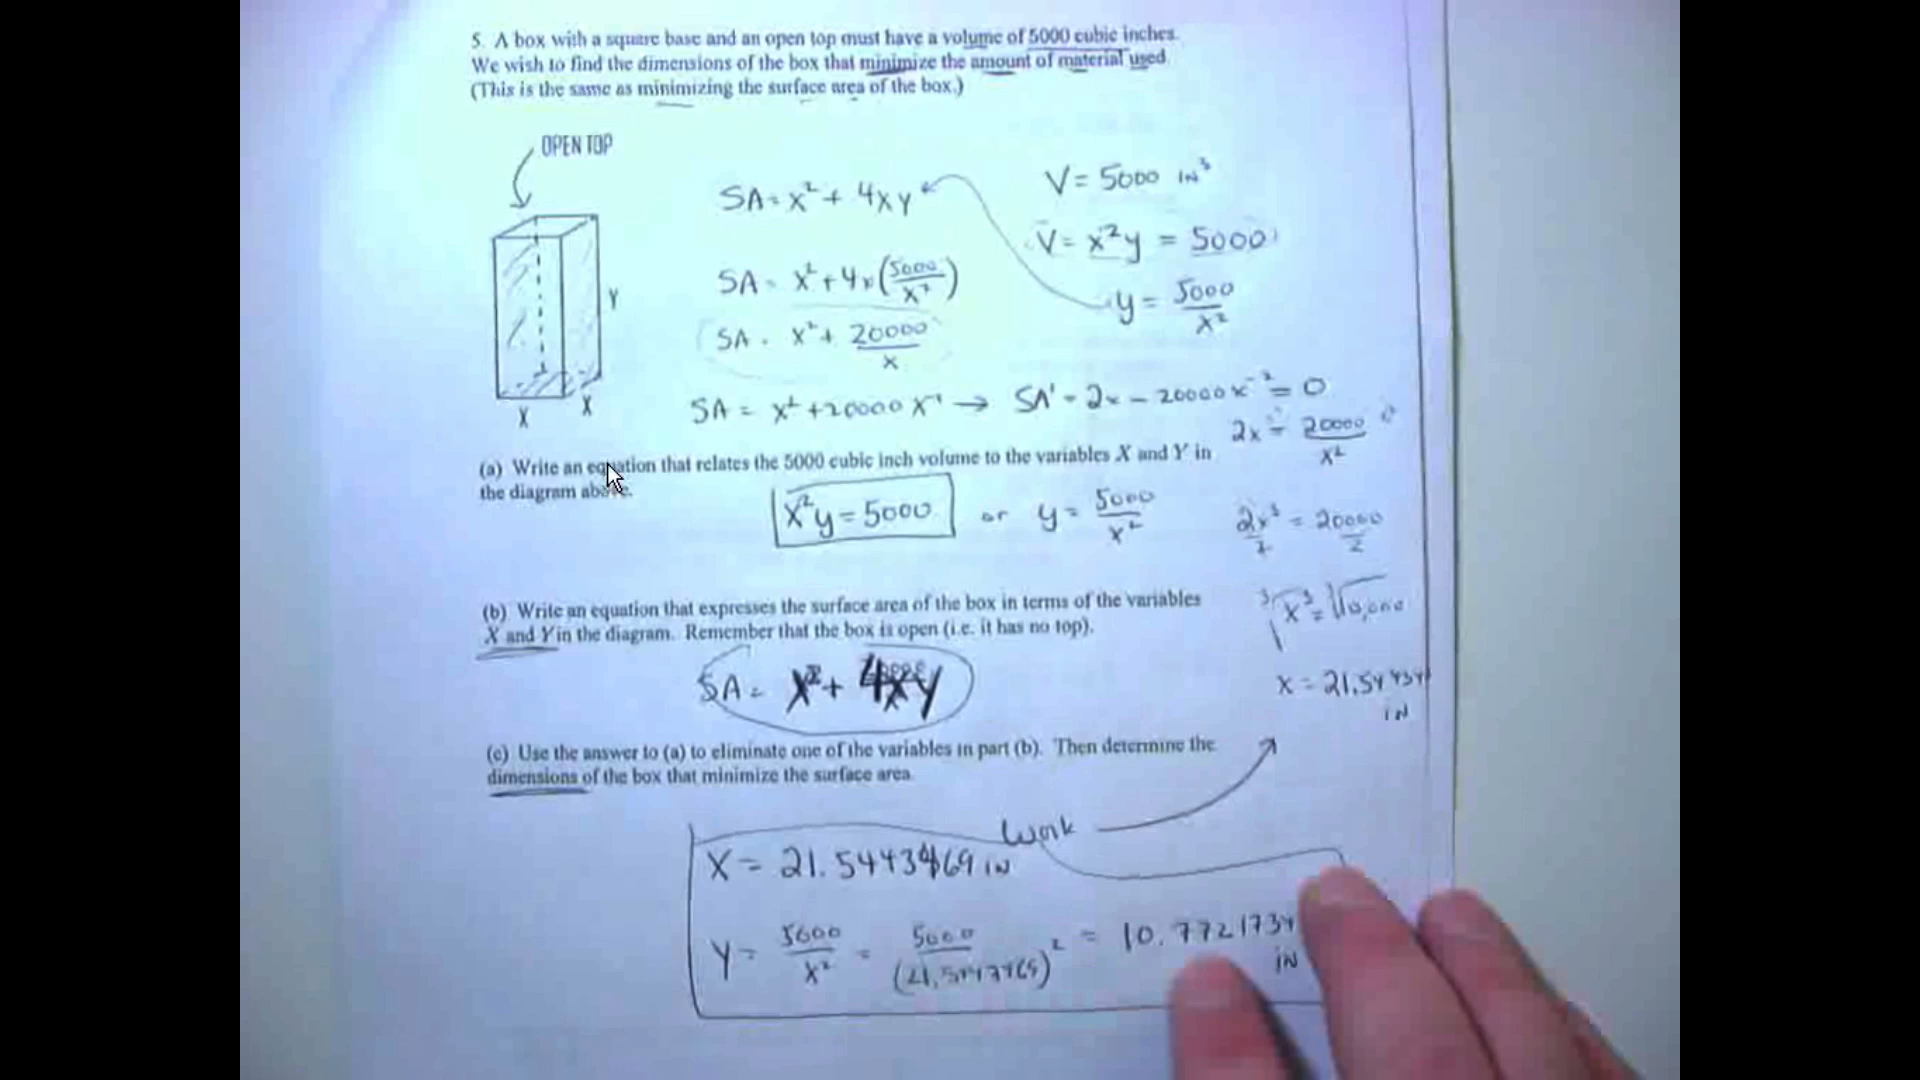 5. A box with a square base and an open top must have a volume of 5000 cubic inches.
We wish to find the dimensions of the box that minimize the amount of material used.
(This is the same as minimizing the surface area of the box.)
OPEN TOP
SA = x² + 4xy
V = 5000 IN³
V = x²y = 5000
SA = x² + 4x(5000/x²)
y = 5000/x²
SA = x² + 20000/x
Y
X
X
SA = x² + 20000x⁻¹ → SA' = 2x - 20000x⁻² = 0
2x = 20000/x²
(a) Write an equation that relates the 5000 cubic inch volume to the variables X and Y in
the diagram above.
x²y = 5000 or y = 5000/x²
2x³/2 = 20000/2
(b) Write an equation that expresses the surface area of the box in terms of the variables
X and Y in the diagram. Remember that the box is open (i.e. it has no top).
∛x³ = ∛10,000
SA = x² + 4xy
x = 21.54434
IN
(c) Use the answer to (a) to eliminate one of the variables in part (b). Then determine the
dimensions of the box that minimize the surface area.
Work
X = 21.5443469 IN
Y = 5000/x² = 5000/(21.5443469)² = 10.7721734
IN